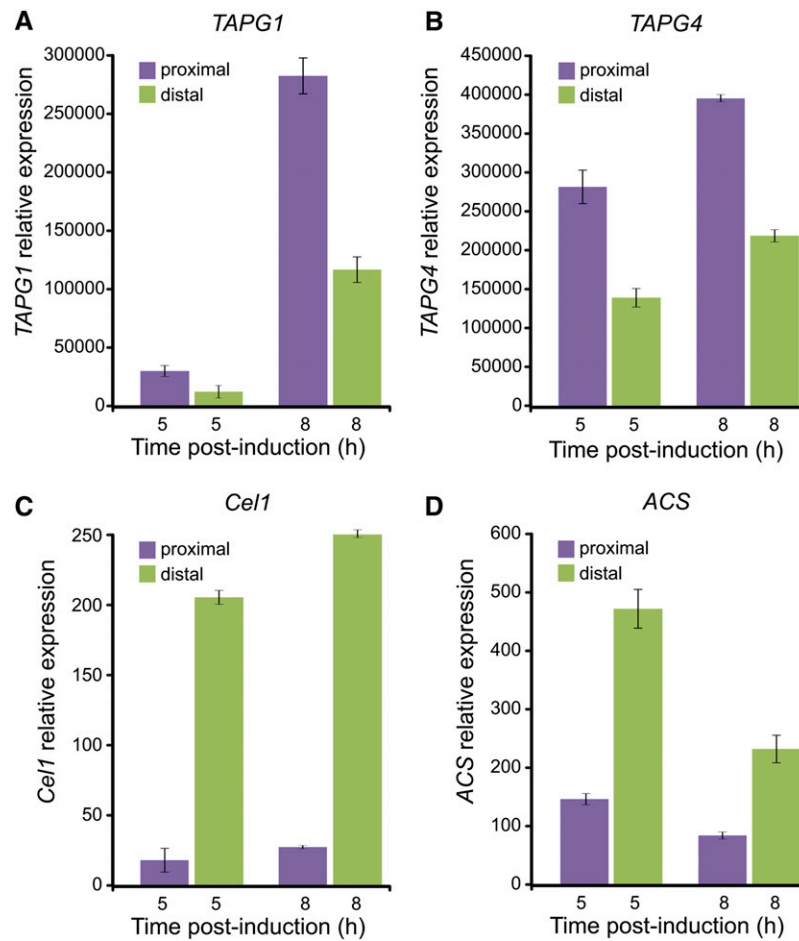 A
TAPG1
300000
250000
200000
150000
100000
50000
0
proximal
distal
TAPG1 relative expression
5 5 8 8
Time post-induction (h)
B
TAPG4
450000
400000
350000
300000
250000
200000
150000
100000
50000
0
proximal
distal
TAPG4 relative expression
5 5 8 8
Time post-induction (h)
C
Cel1
250
200
150
100
50
0
proximal
distal
Cel1 relative expression
5 5 8 8
Time post-induction (h)
D
ACS
600
500
400
300
200
100
0
proximal
distal
ACS relative expression
5 5 8 8
Time post-induction (h)